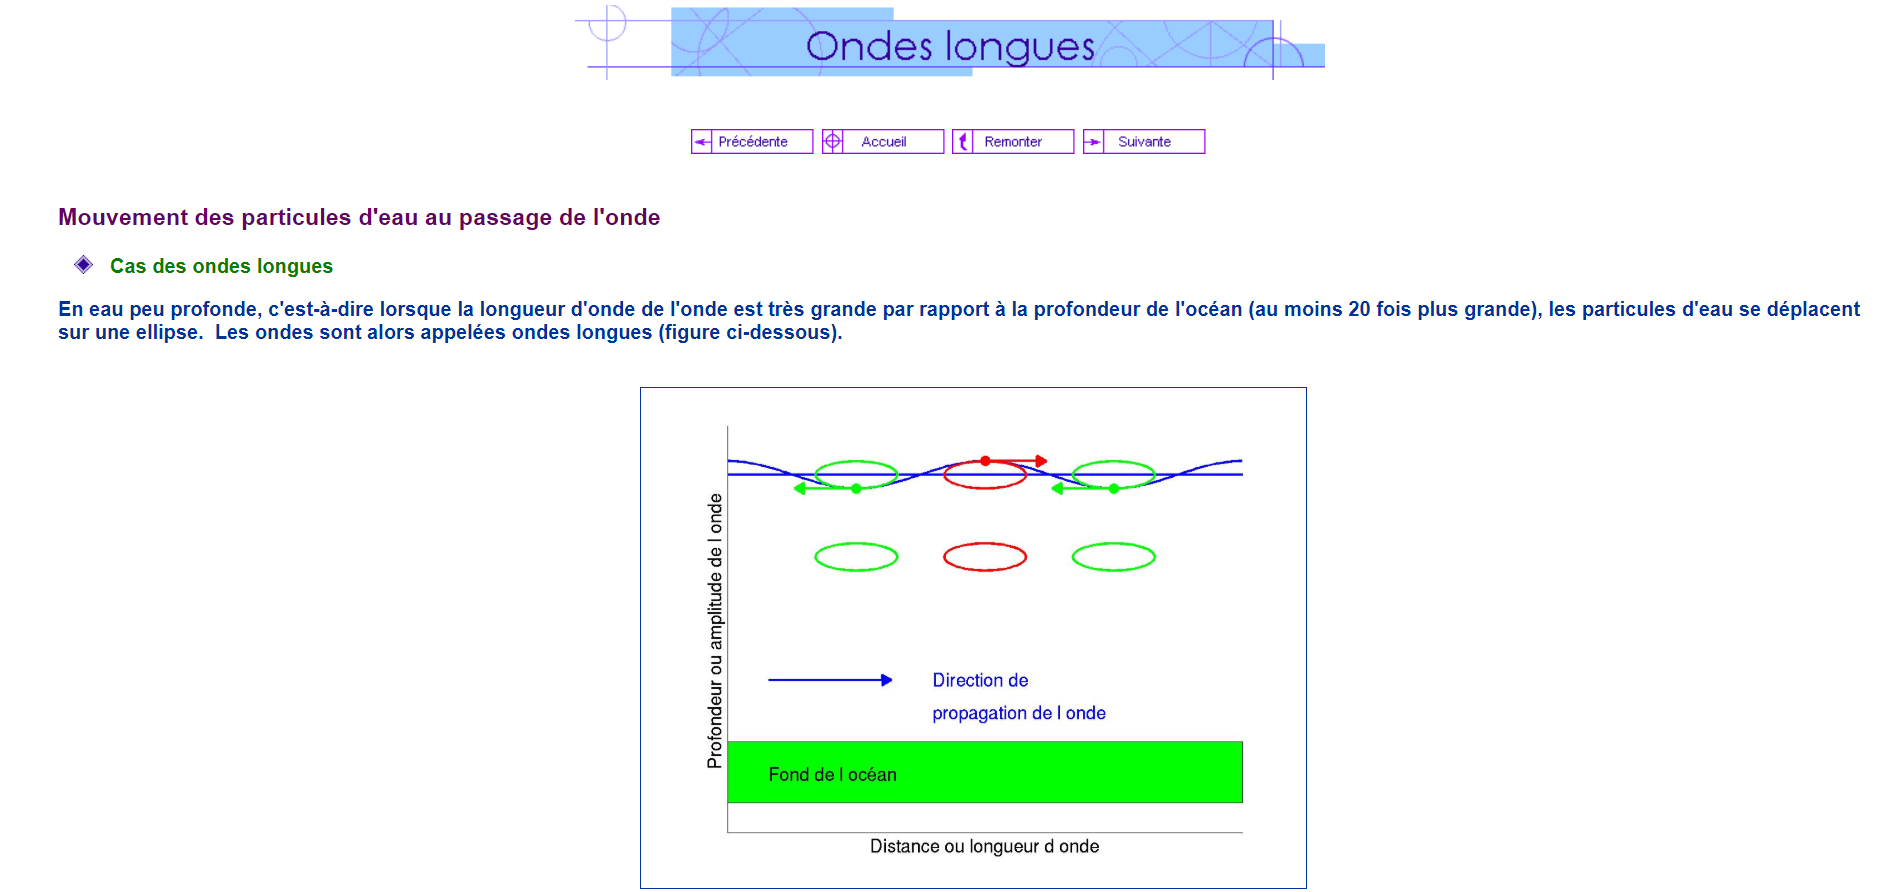 Ondes longues
Précédente
Accueil
Remonter
Suivante
Mouvement des particules d'eau au passage de l'onde
Cas des ondes longues
En eau peu profonde, c'est-à-dire lorsque la longueur d'onde de l'onde est très grande par rapport à la profondeur de l'océan (au moins 20 fois plus grande), les particules d'eau se déplacent
sur une ellipse.  Les ondes sont alors appelées ondes longues (figure ci-dessous).
Profondeur ou amplitude de l onde
Direction de
propagation de l onde
Fond de l océan
Distance ou longueur d onde